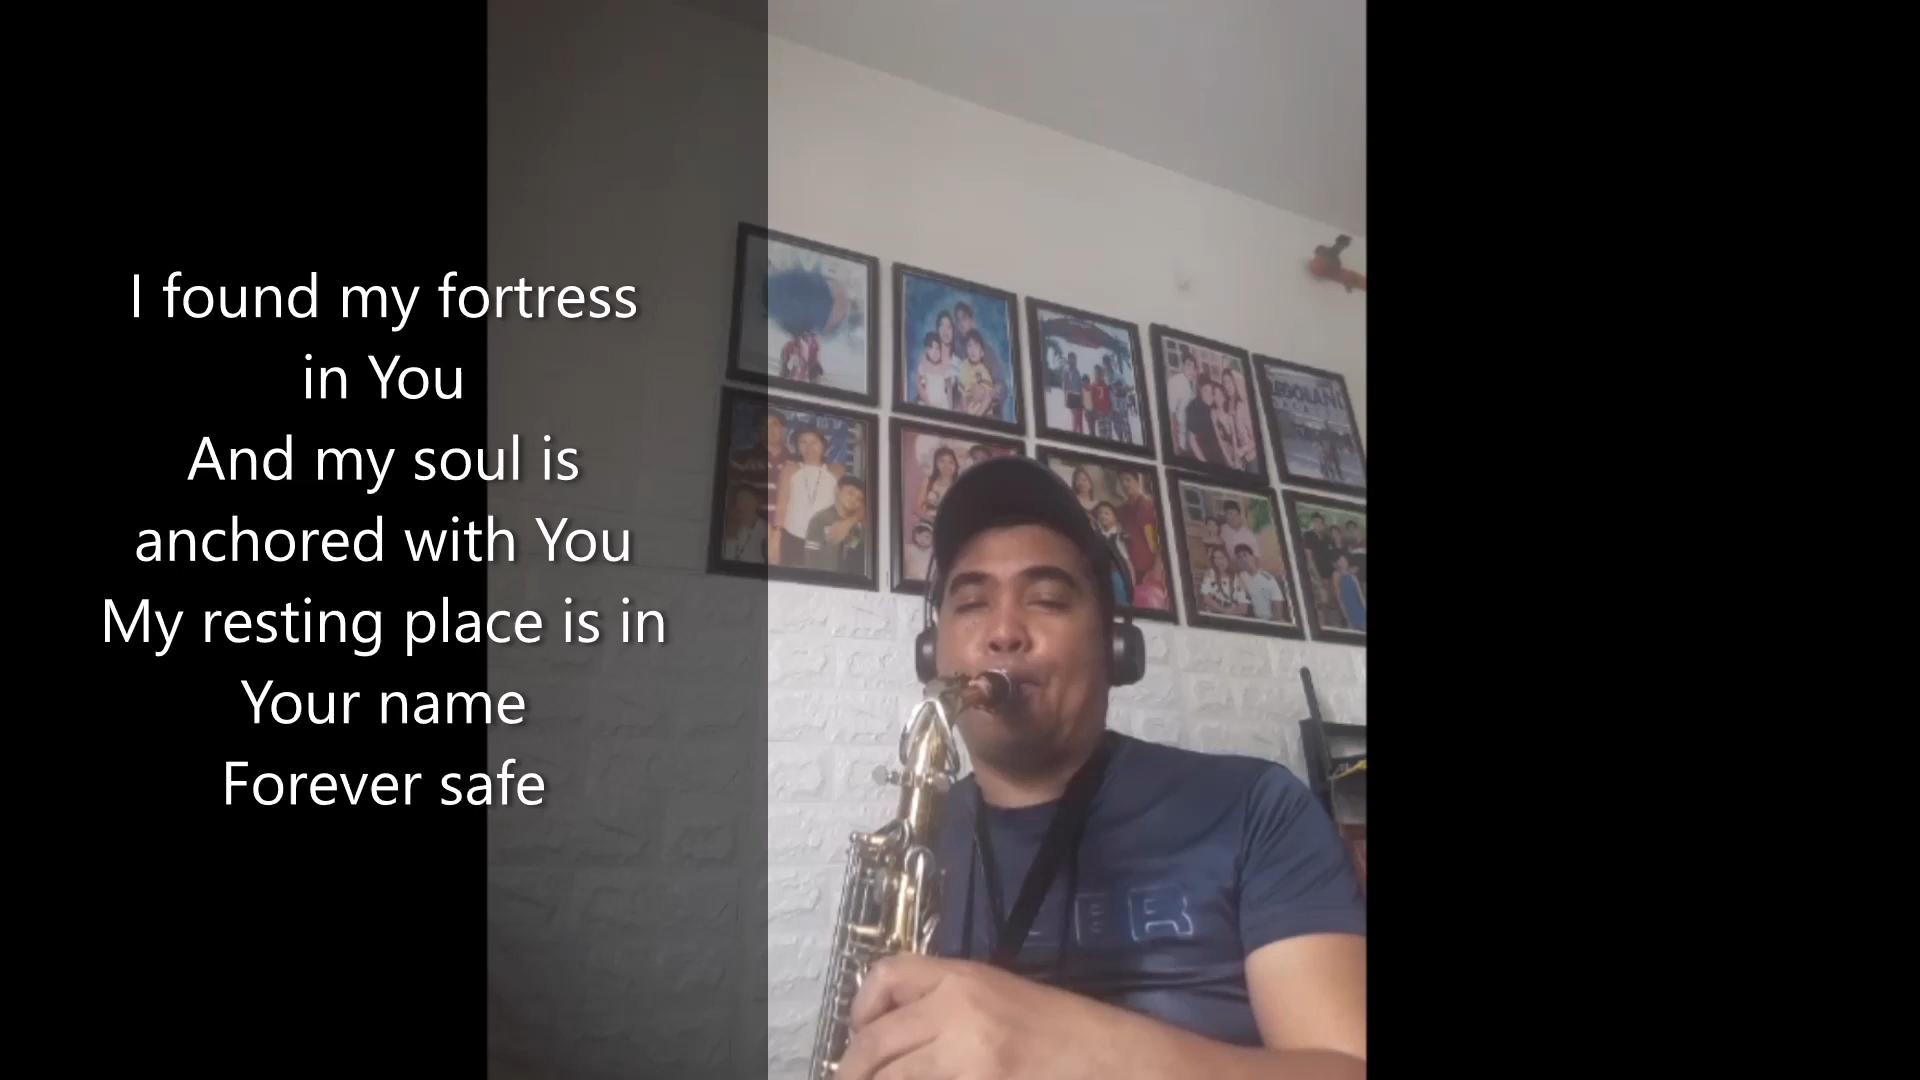 I found my fortress
in You
And my soul is
anchored with You
My resting place is in
Your name
Forever safe